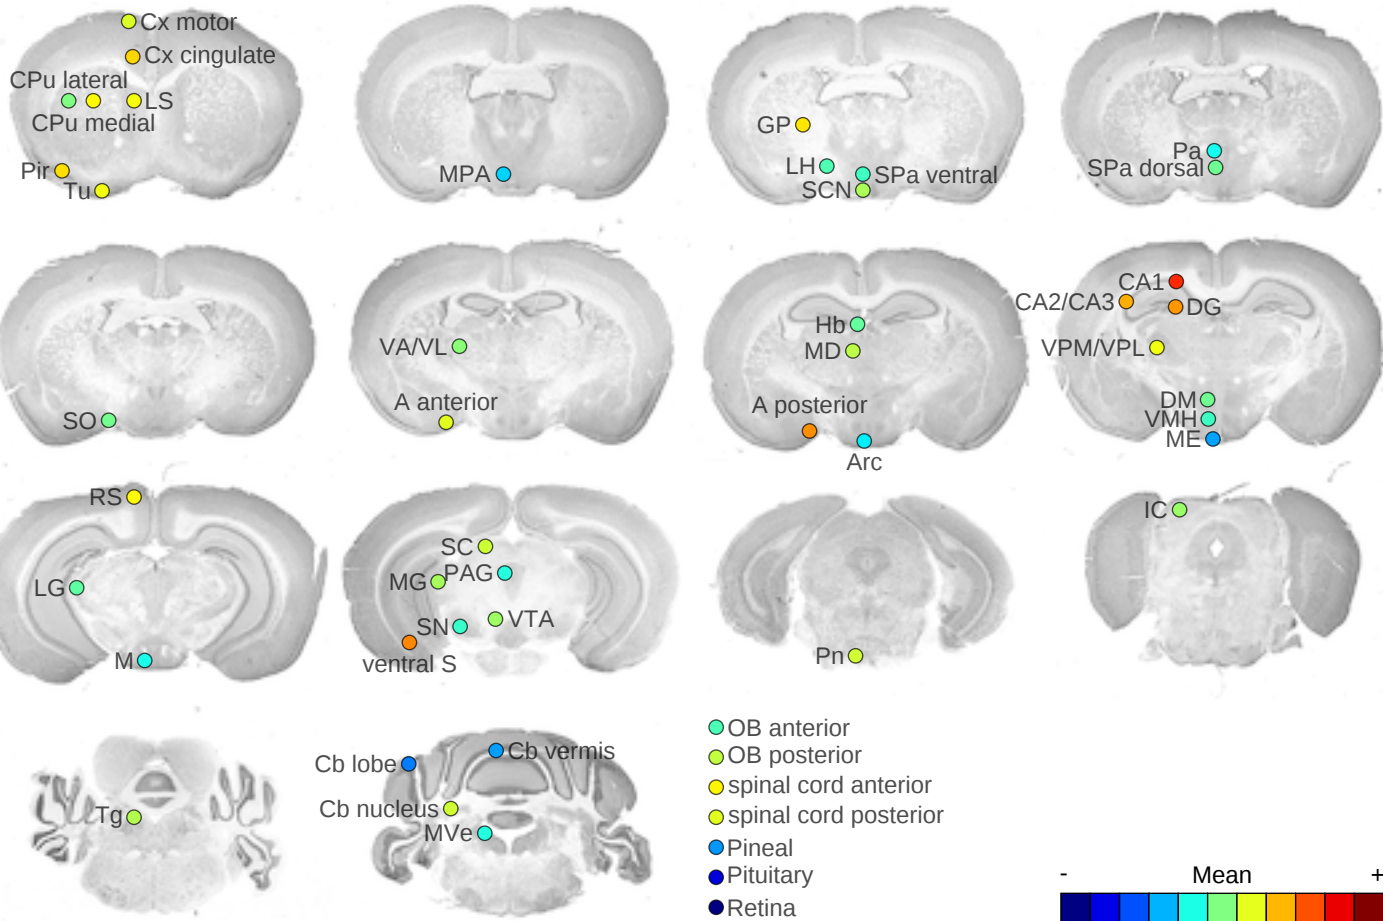 Cx motor
Cx cingulate
CPu lateral
LS
CPu medial
Pir
Tu
MPA
GP
LH
SPa ventral
SCN
Pa
SPa dorsal
SO
VA/VL
A anterior
Hb
MD
A posterior
Arc
CA1
CA2/CA3
DG
VPM/VPL
DM
VMH
ME
RS
LG
M
SC
PAG
MG
SN
VTA
ventral S
Pn
IC
Tg
Cb lobe
Cb vermis
Cb nucleus
MVe
OB anterior
OB posterior
spinal cord anterior
spinal cord posterior
Pineal
Pituitary
Retina
- Mean +